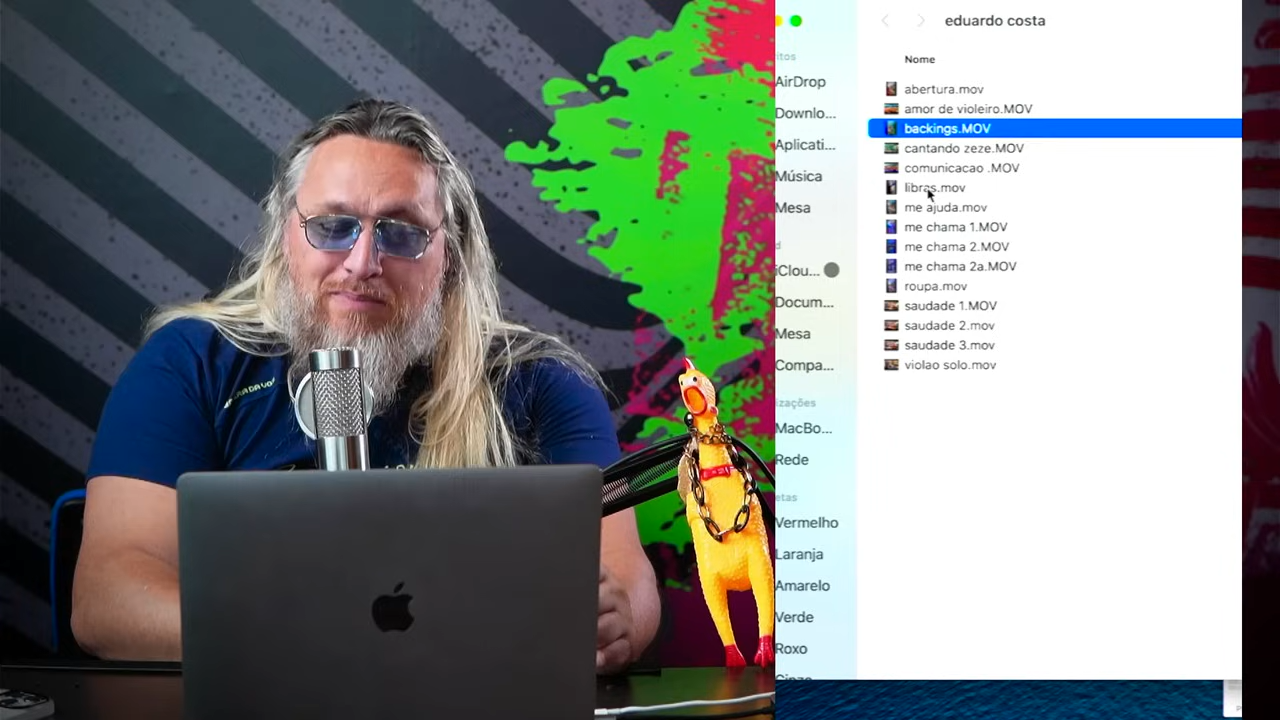 eduardo costa
itos
AirDrop
Downlo...
Aplicati...
Música
Mesa
d
iClou...
Docum...
Mesa
Compa...
izações
MacBo...
Rede
etas
Vermelho
Laranja
Amarelo
Verde
Roxo
Nome
abertura.mov
amor de violeiro.MOV
backings.MOV
cantando zeze.MOV
comunicacao .MOV
libras.mov
me ajuda.mov
me chama 1.MOV
me chama 2.MOV
me chama 2a.MOV
roupa.mov
saudade 1.MOV
saudade 2.mov
saudade 3.mov
violao solo.mov